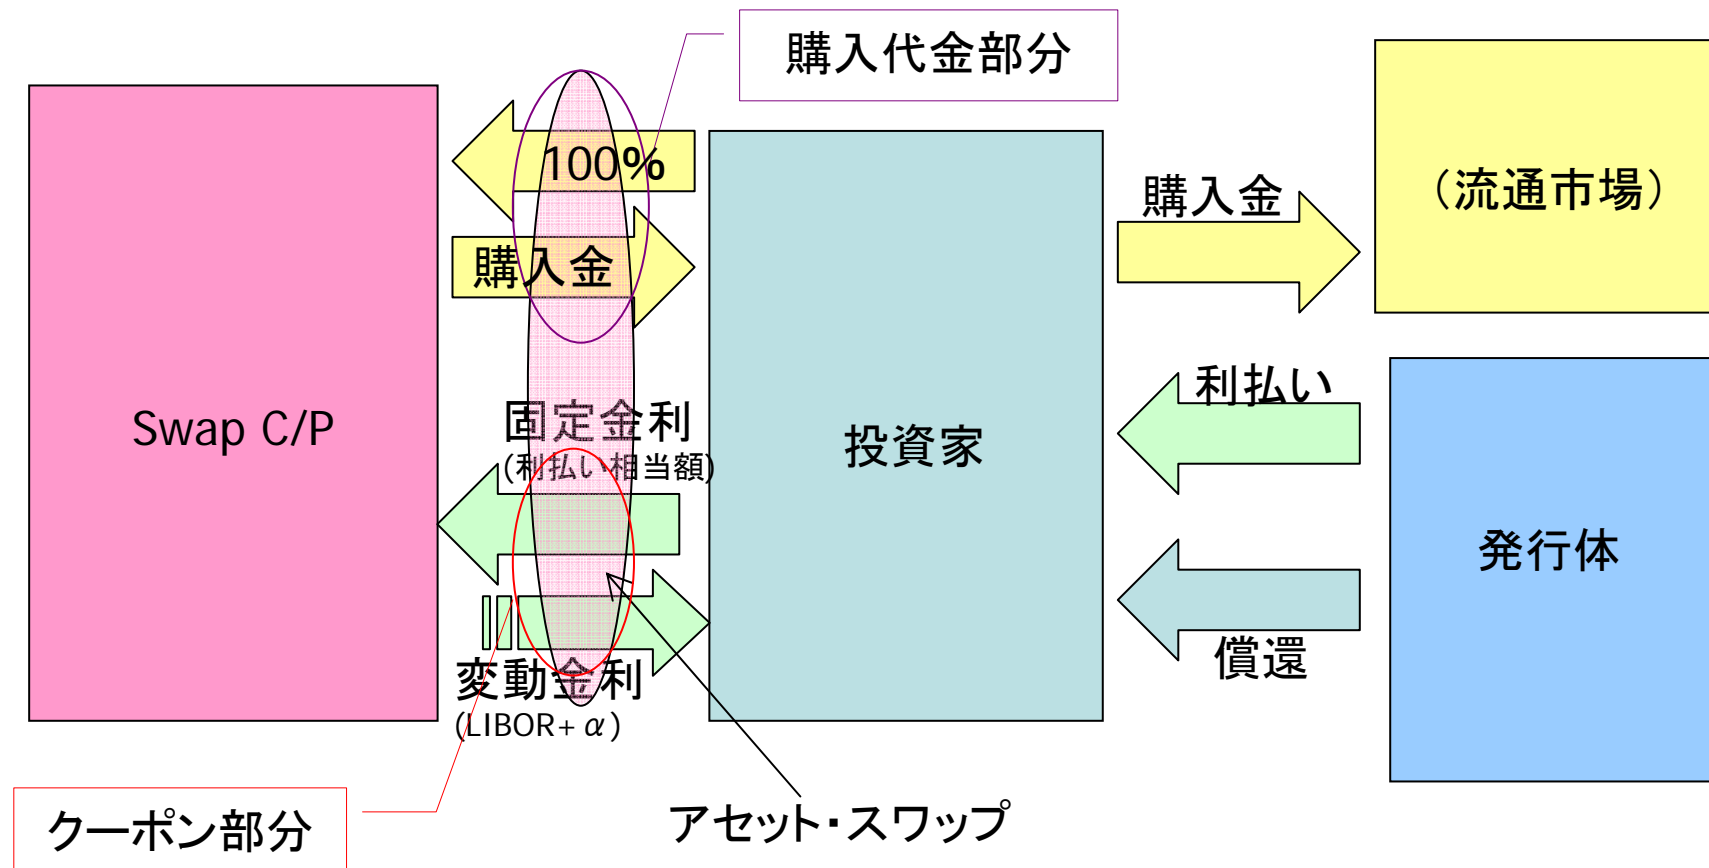 購入代金部分
100%
購入金
購入金
(流通市場)
Swap C/P
固定金利
(利払い相当額)
投資家
利払い
発行体
償還
変動金利
(LIBOR+α)
クーポン部分
アセット・スワップ